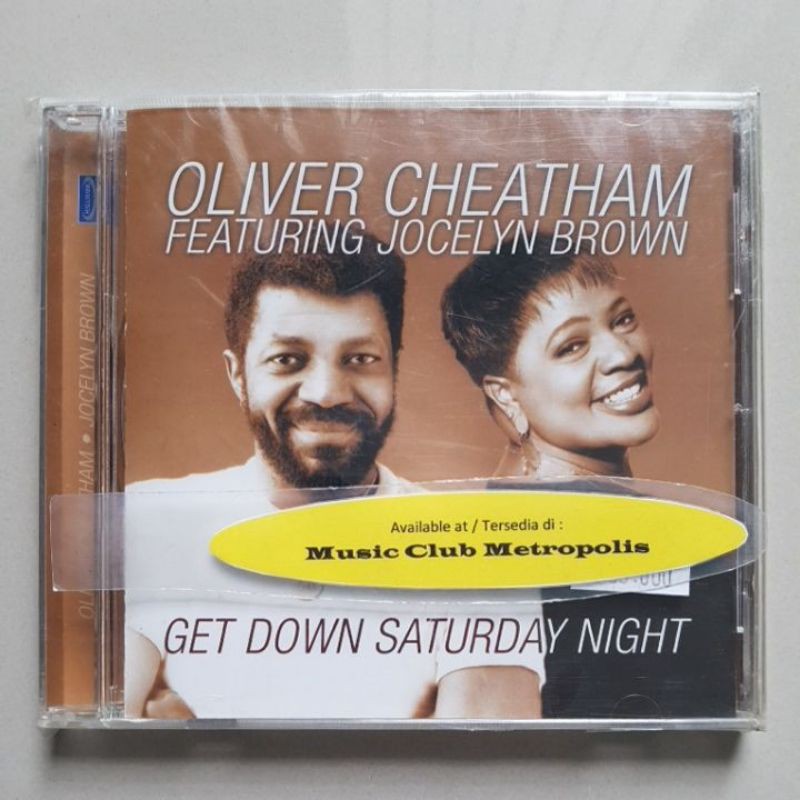 OLIVER CHEATHAM
FEATURING JOCELYN BROWN
JOCELYN BROWN
Available at / Tersedia di :
Music Club Metropolis
GET DOWN SATURDAY NIGHT